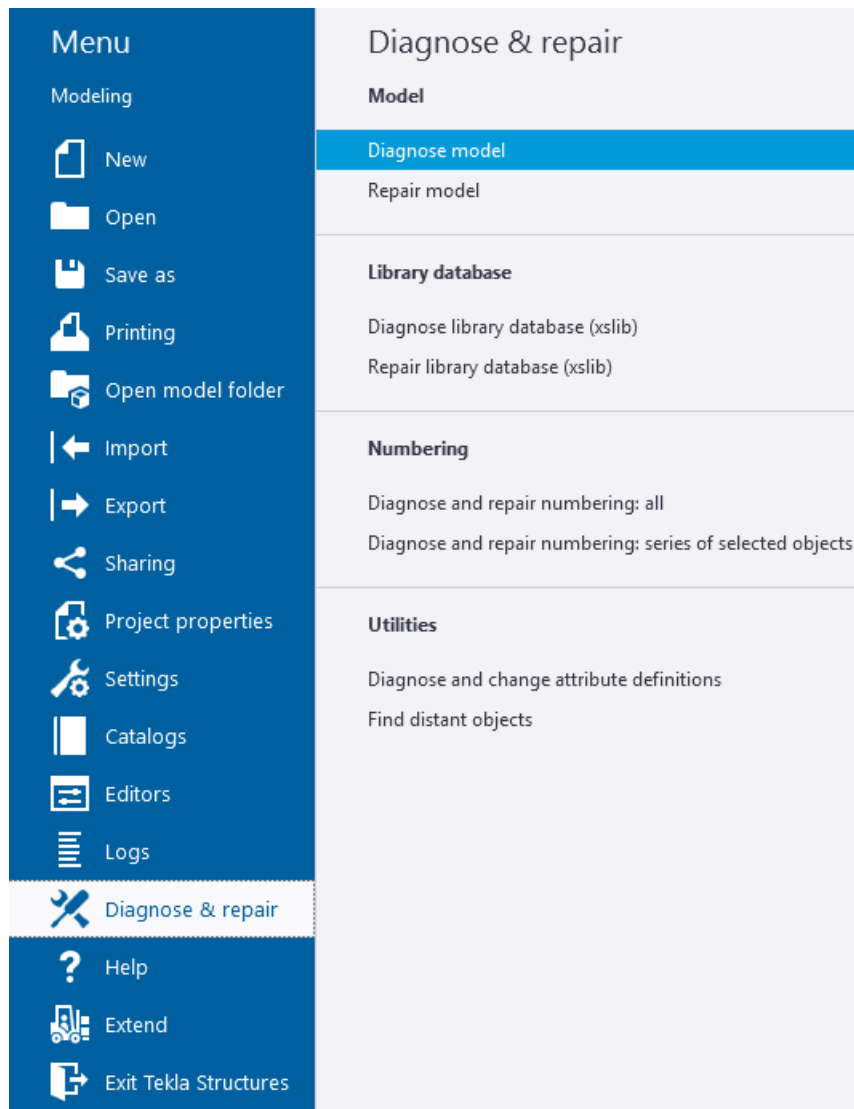 Menu
Modeling
New
Open
Save as
Printing
Open model folder
Import
Export
Sharing
Project properties
Settings
Catalogs
Editors
Logs
Diagnose & repair
Help
Extend
Exit Tekla Structures
Diagnose & repair
Model
Diagnose model
Repair model
Library database
Diagnose library database (xslib)
Repair library database (xslib)
Numbering
Diagnose and repair numbering: all
Diagnose and repair numbering: series of selected objects
Utilities
Diagnose and change attribute definitions
Find distant objects